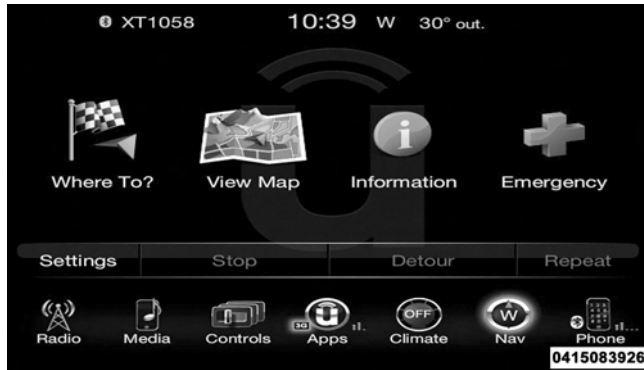 XT1058 10:39 W 30° out.
Where To? View Map Information Emergency
Settings Stop Detour Repeat
3G OFF W
Radio Media Controls Apps Climate Nav Phone
0415083926